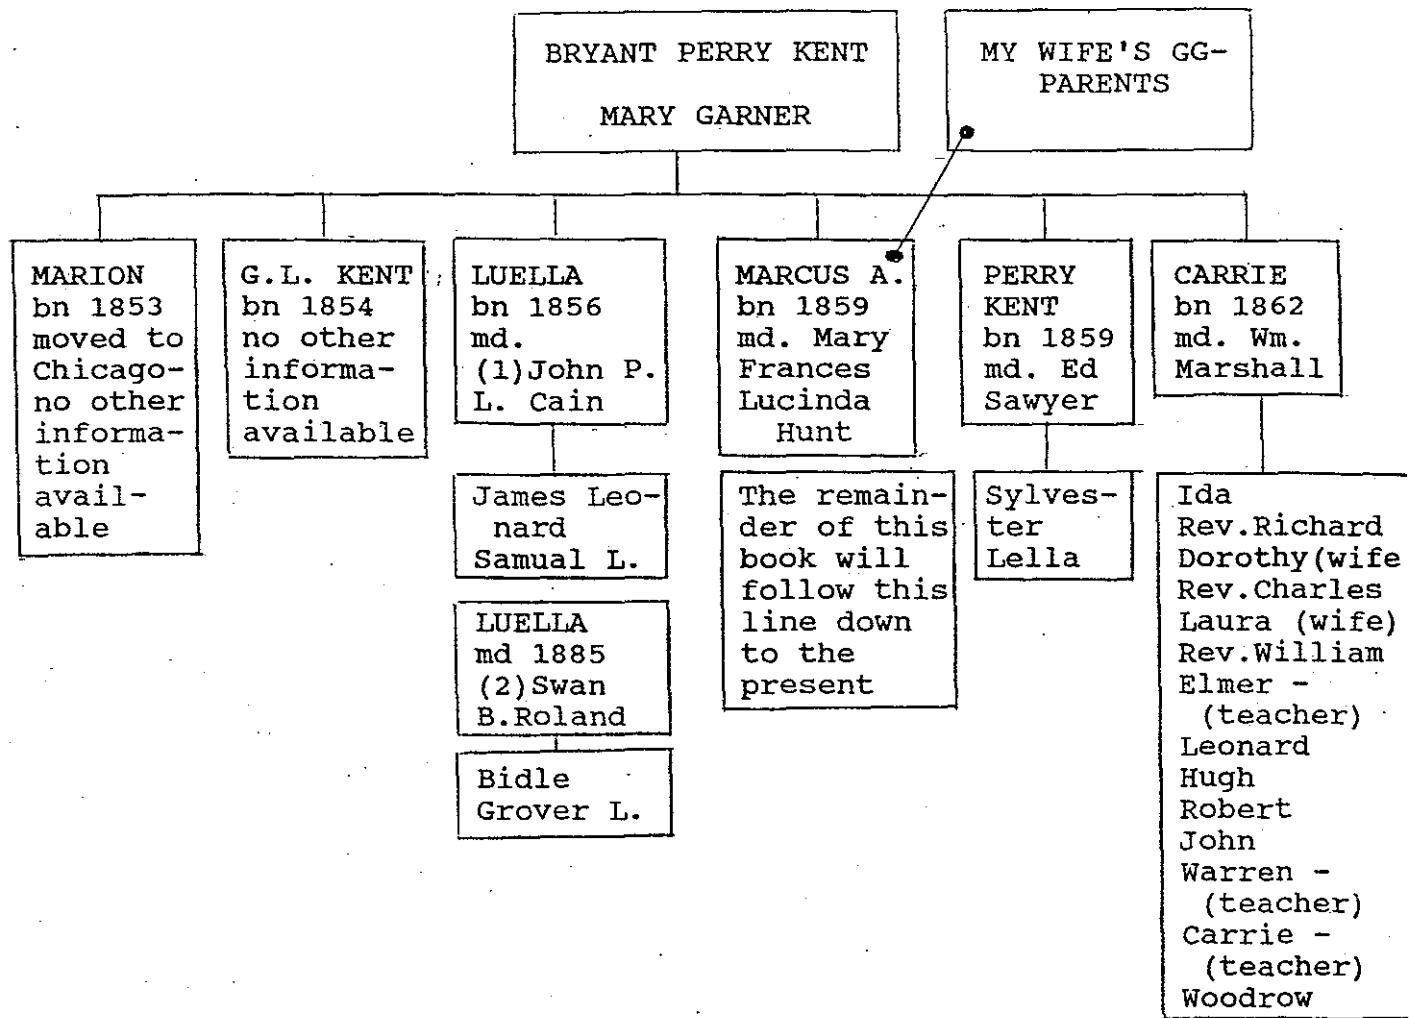 BRYANT PERRY KENT
MARY GARNER
MY WIFE'S GG-
PARENTS
MARION
bn 1853
moved to
Chicago-
no other
informa-
tion
avail-
able
G.L. KENT
bn 1854
no other
informa-
tion
available
LUELLA
bn 1856
md.
(1)John P.
L. Cain
James Leo-
nard
Samual L.
LUELLA
md 1885
(2)Swan
B.Roland
Bidle
Grover L.
MARCUS A.
bn 1859
md. Mary
Frances
Lucinda
Hunt
The remain-
der of this
book will
follow this
line down
to the
present
PERRY
KENT
bn 1859
md. Ed
Sawyer
Sylves-
ter
Lella
CARRIE
bn 1862
md. Wm.
Marshall
Ida
Rev.Richard
Dorothy(wife
Rev.Charles
Laura (wife)
Rev.William
Elmer -
(teacher)
Leonard
Hugh
Robert
John
Warren -
(teacher)
Carrie -
(teacher)
Woodrow